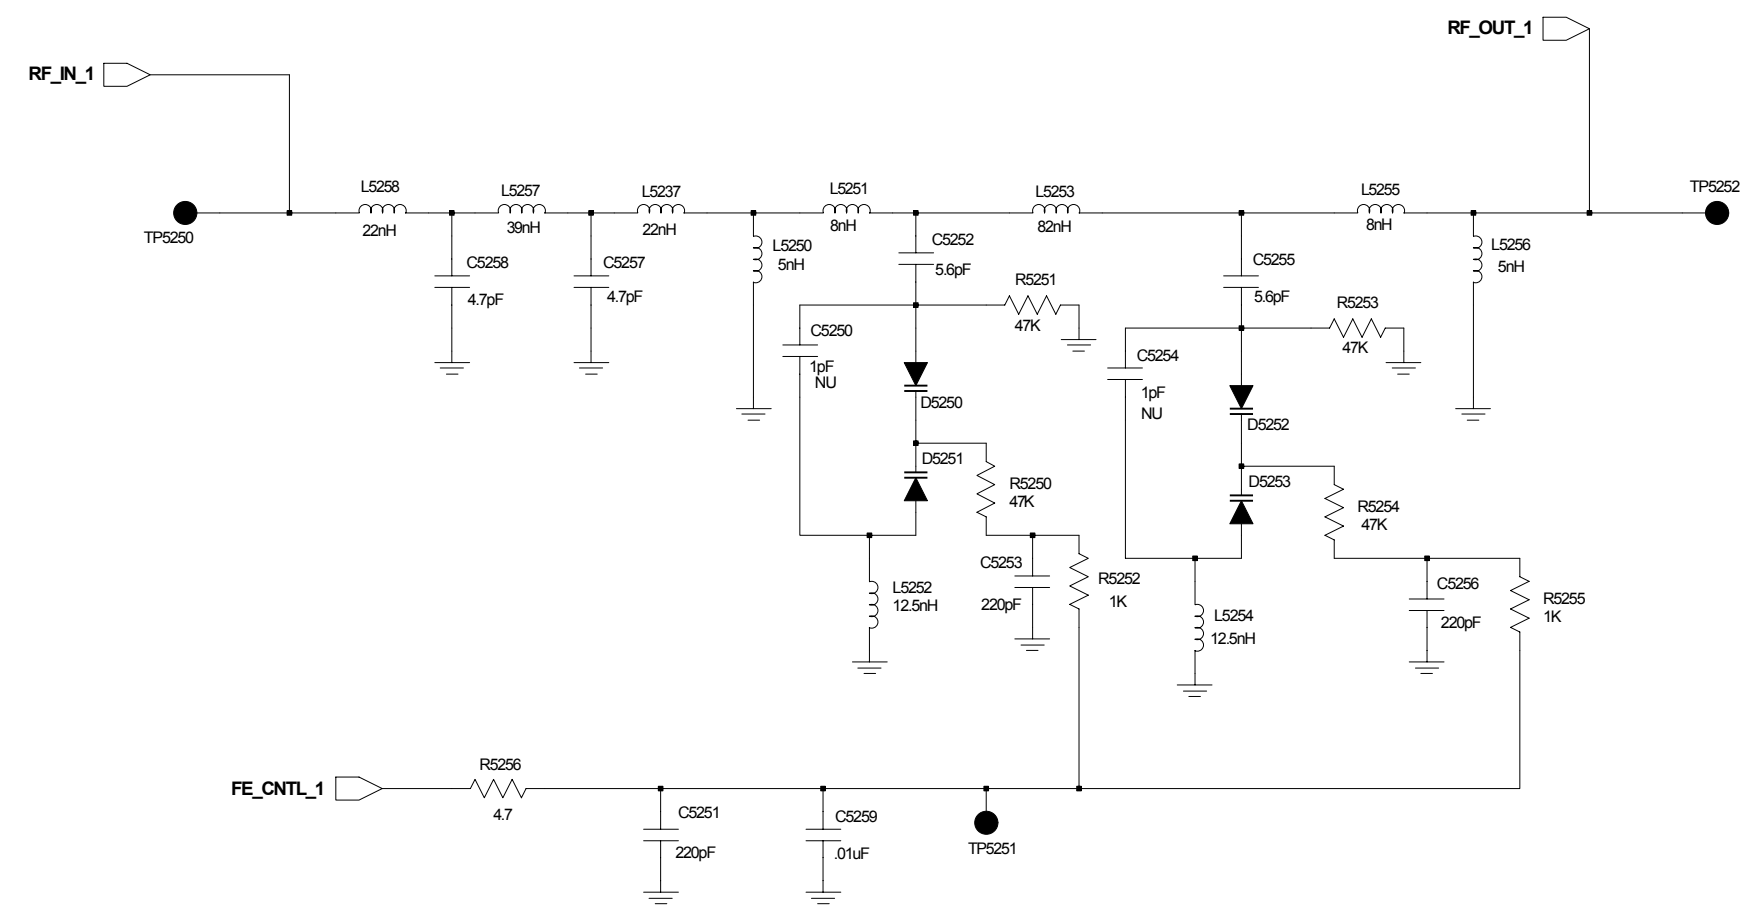 RF_OUT_1
RF_IN_1
TP5250
L5258
22nH
L5257
39nH
L5237
22nH
L5251
8nH
L5253
82nH
L5255
8nH
TP5252
C5258
4.7pF
C5257
4.7pF
L5250
5nH
C5252
5.6pF
C5255
5.6pF
L5256
5nH
R5251
47K
R5253
47K
C5250
1pF
NU
C5254
1pF
NU
D5250
D5252
D5251
D5253
R5250
47K
R5254
47K
C5253
220pF
R5252
1K
L5252
12.5nH
C5256
220pF
R5255
1K
L5254
12.5nH
FE_CNTL_1
R5256
4.7
C5251
220pF
C5259
.01uF
TP5251